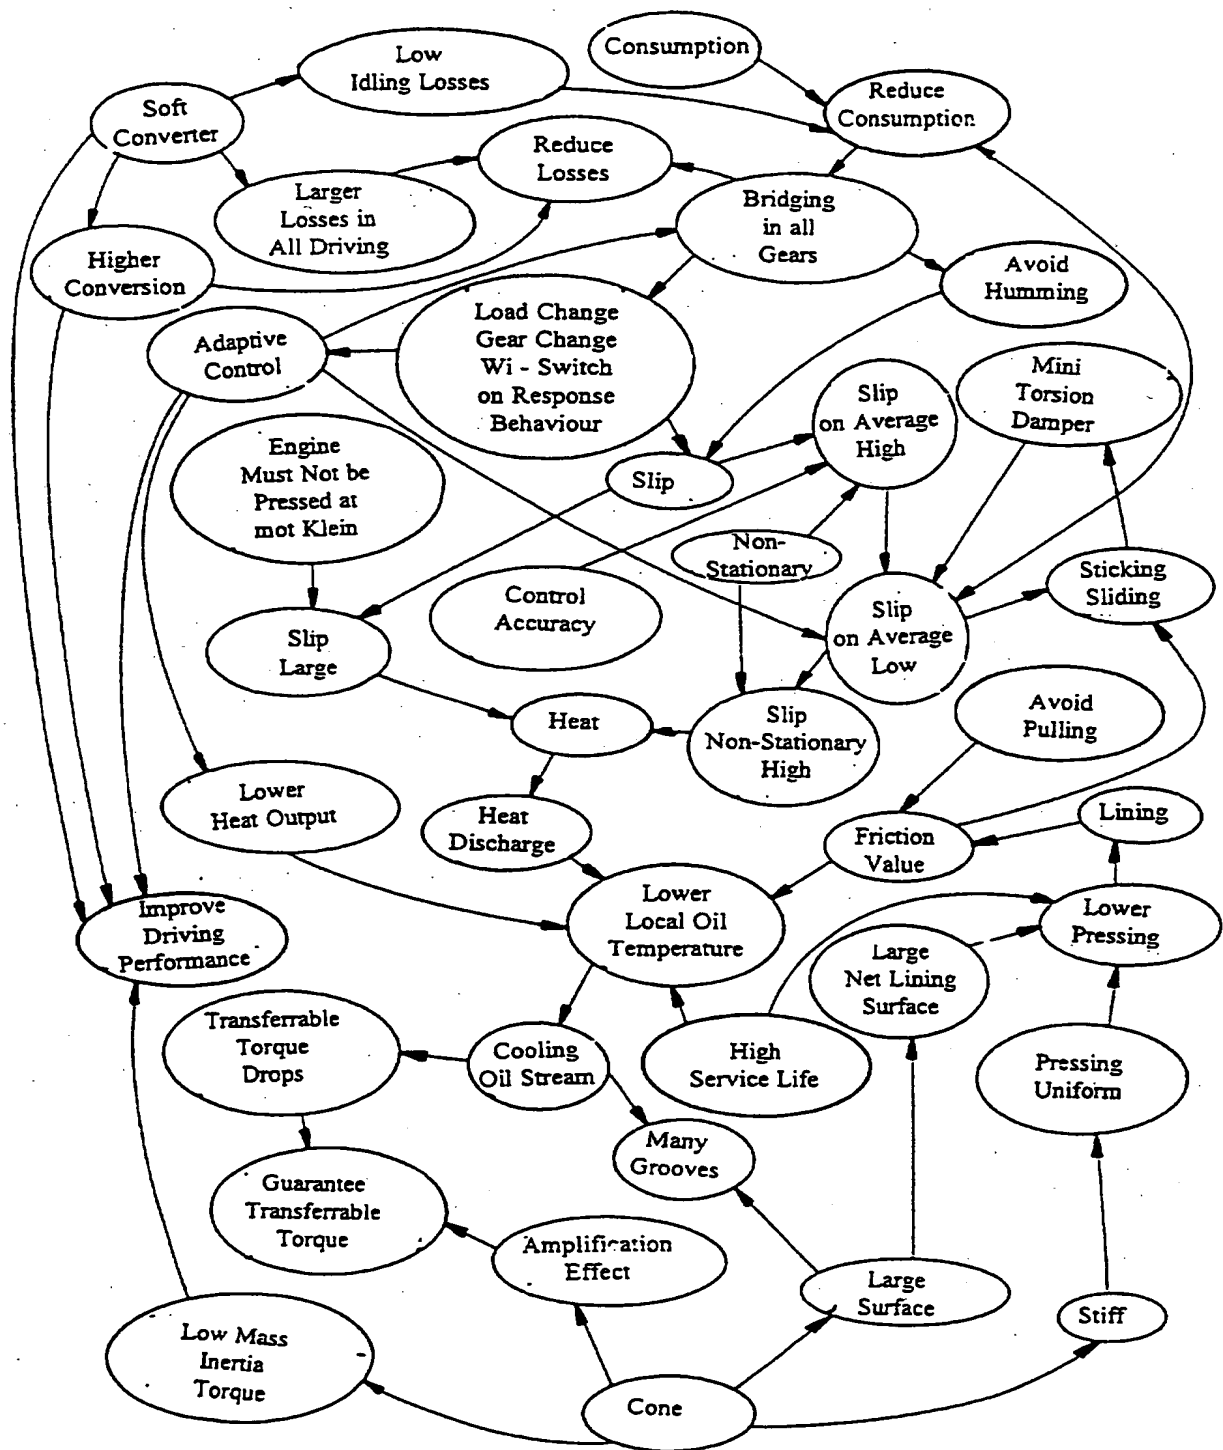 Low
Idling Losses
Consumption
Reduce
Consumption
Soft
Converter
Reduce
Losses
Larger
Losses in
All Driving
Bridging
in all
Gears
Higher
Conversion
Avoid
Humming
Load Change
Gear Change
Wi - Switch
on Response
Behaviour
Adaptive
Control
Slip
on Average
High
Mini
Torsion
Damper
Engine
Must Not be
Pressed at
mot Klein
Slip
Non-
Stationary
Control
Accuracy
Slip
on Average
Low
Sticking
Sliding
Slip
Large
Heat
Slip
Non-Stationary
High
Avoid
Pulling
Lower
Heat Output
Heat
Discharge
Friction
Value
Lining
Improve
Driving
Performance
Lower
Local Oil
Temperature
Large
Net Lining
Surface
Lower
Pressing
Transferrable
Torque
Drops
Cooling
Oil Stream
High
Service Life
Pressing
Uniform
Many
Grooves
Guarantee
Transferrable
Torque
Amplification
Effect
Large
Surface
Stiff
Low Mass
Inertia
Torque
Cone